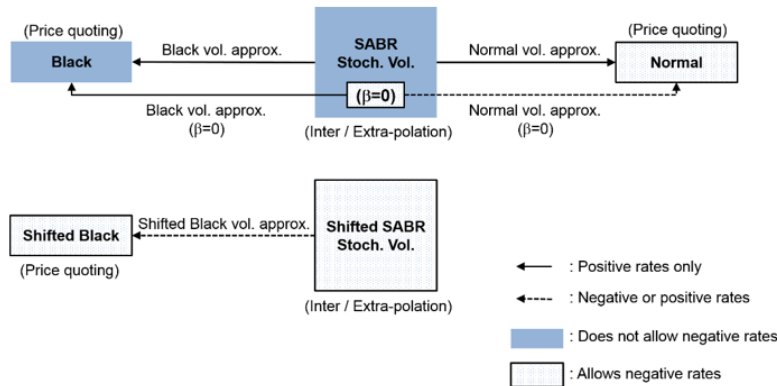 (Price quoting)
Black
Black vol. approx.
SABR
Stoch. Vol.
Normal vol. approx.
(Price quoting)
Normal
(β=0)
Black vol. approx.
(β=0)
Normal vol. approx.
(β=0)
(Inter / Extra-polation)
Shifted Black
(Price quoting)
Shifted Black vol. approx.
Shifted SABR
Stoch. Vol.
(Inter / Extra-polation)
: Positive rates only
: Negative or positive rates
: Does not allow negative rates
: Allows negative rates